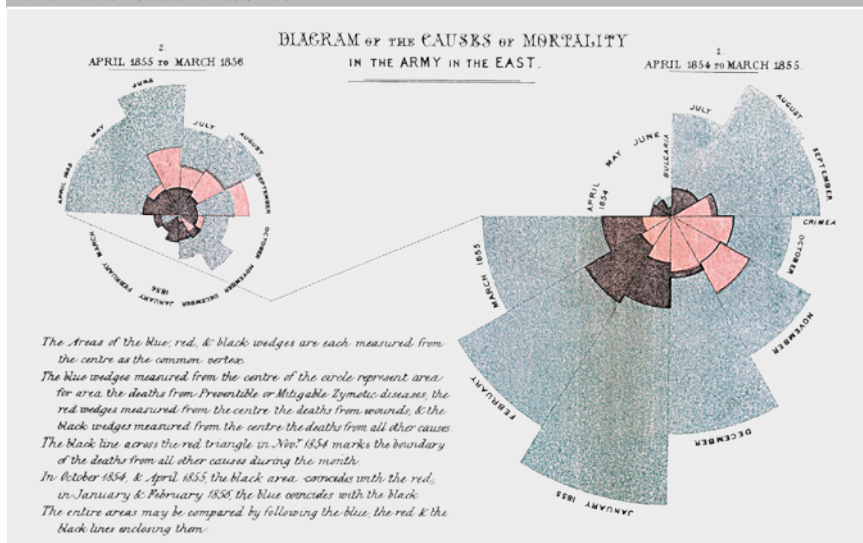 DIAGRAM OF THE CAUSES OF MORTALITY
IN THE ARMY IN THE EAST.
2.
APRIL 1855 TO MARCH 1856
1.
APRIL 1854 TO MARCH 1855.
APRIL 1855
MAY
JUNE
JULY
AUGUST
SEPTEMBER
OCTOBER
NOVEMBER
DECEMBER
JANUARY
1856
FEBRUARY
MARCH
APRIL
1854
MAY
JUNE
BULGARIA
JULY
AUGUST
SEPTEMBER
CRIMEA
OCTOBER
NOVEMBER
DECEMBER
JANUARY 1855
FEBRUARY
MARCH 1855
The Areas of the blue, red, & black wedges are each measured from
the centre as the common vertex.
The blue wedges measured from the centre of the circle represent area
for area the deaths from Preventible or Mitigable Zymotic diseases, the
red wedges measured from the centre the deaths from wounds, & the
black wedges measured from the centre the deaths from all other causes.
The black line across the red triangle in Novr. 1854 marks the boundary
of the deaths from all other causes during the month.
In October 1854, & April 1855, the black area coincides with the red,
in January & February 1856, the blue coincides with the black.
The entire areas may be compared by following the blue, the red & the
black lines enclosing them.